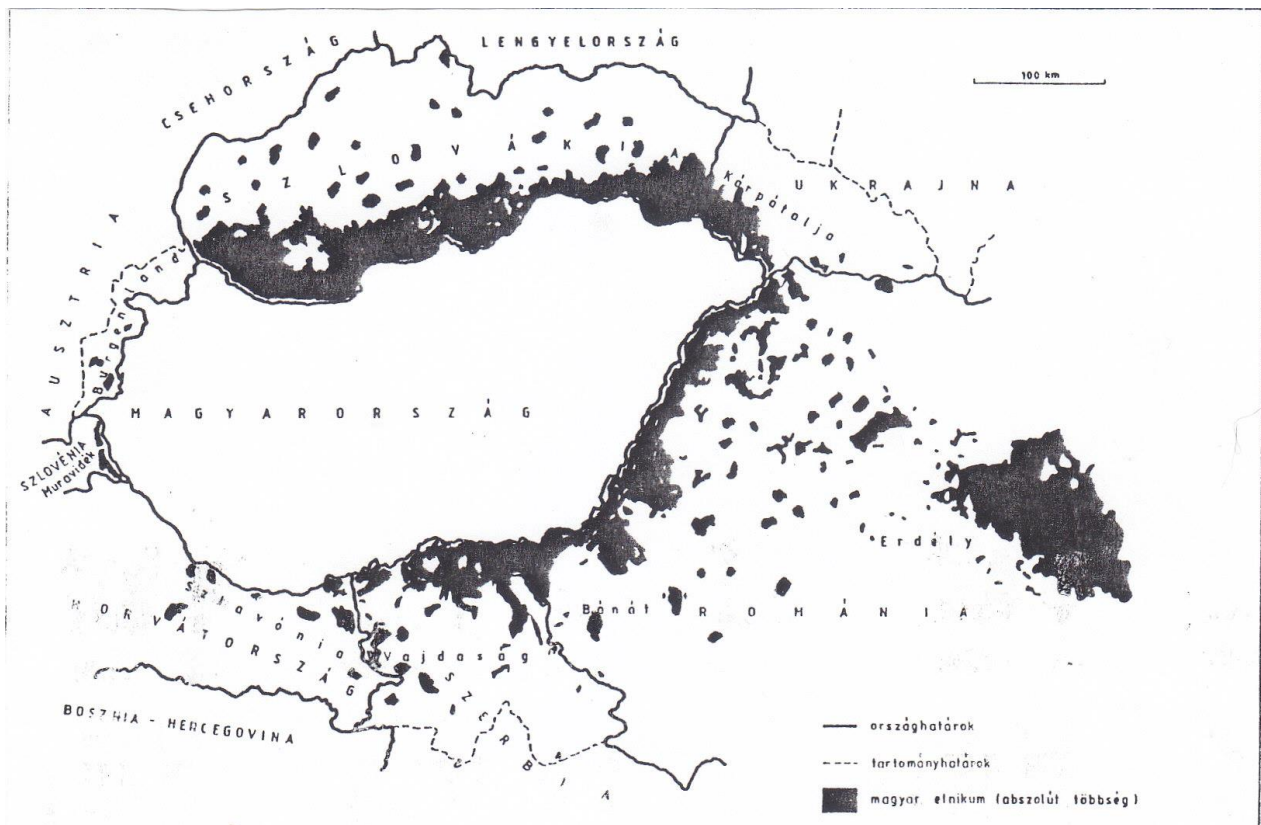 CSEHORSZÁG
LENGYELORSZÁG
100 km
SZLOVÁKIA
UKRAJNA
Kárpátalja
AUSZTRIA
Burgenland
MAGYARORSZÁG
SZLOVÉNIA
Muravidék
Erdély
Bánát
ROMÁNIA
Szlavónia
HORVÁTORSZÁG
Vajdaság
SZERBIA
BOSZNIA - HERCEGOVINA
országhatárok
tartományhatárok
magyar etnikum (abszolút többség)